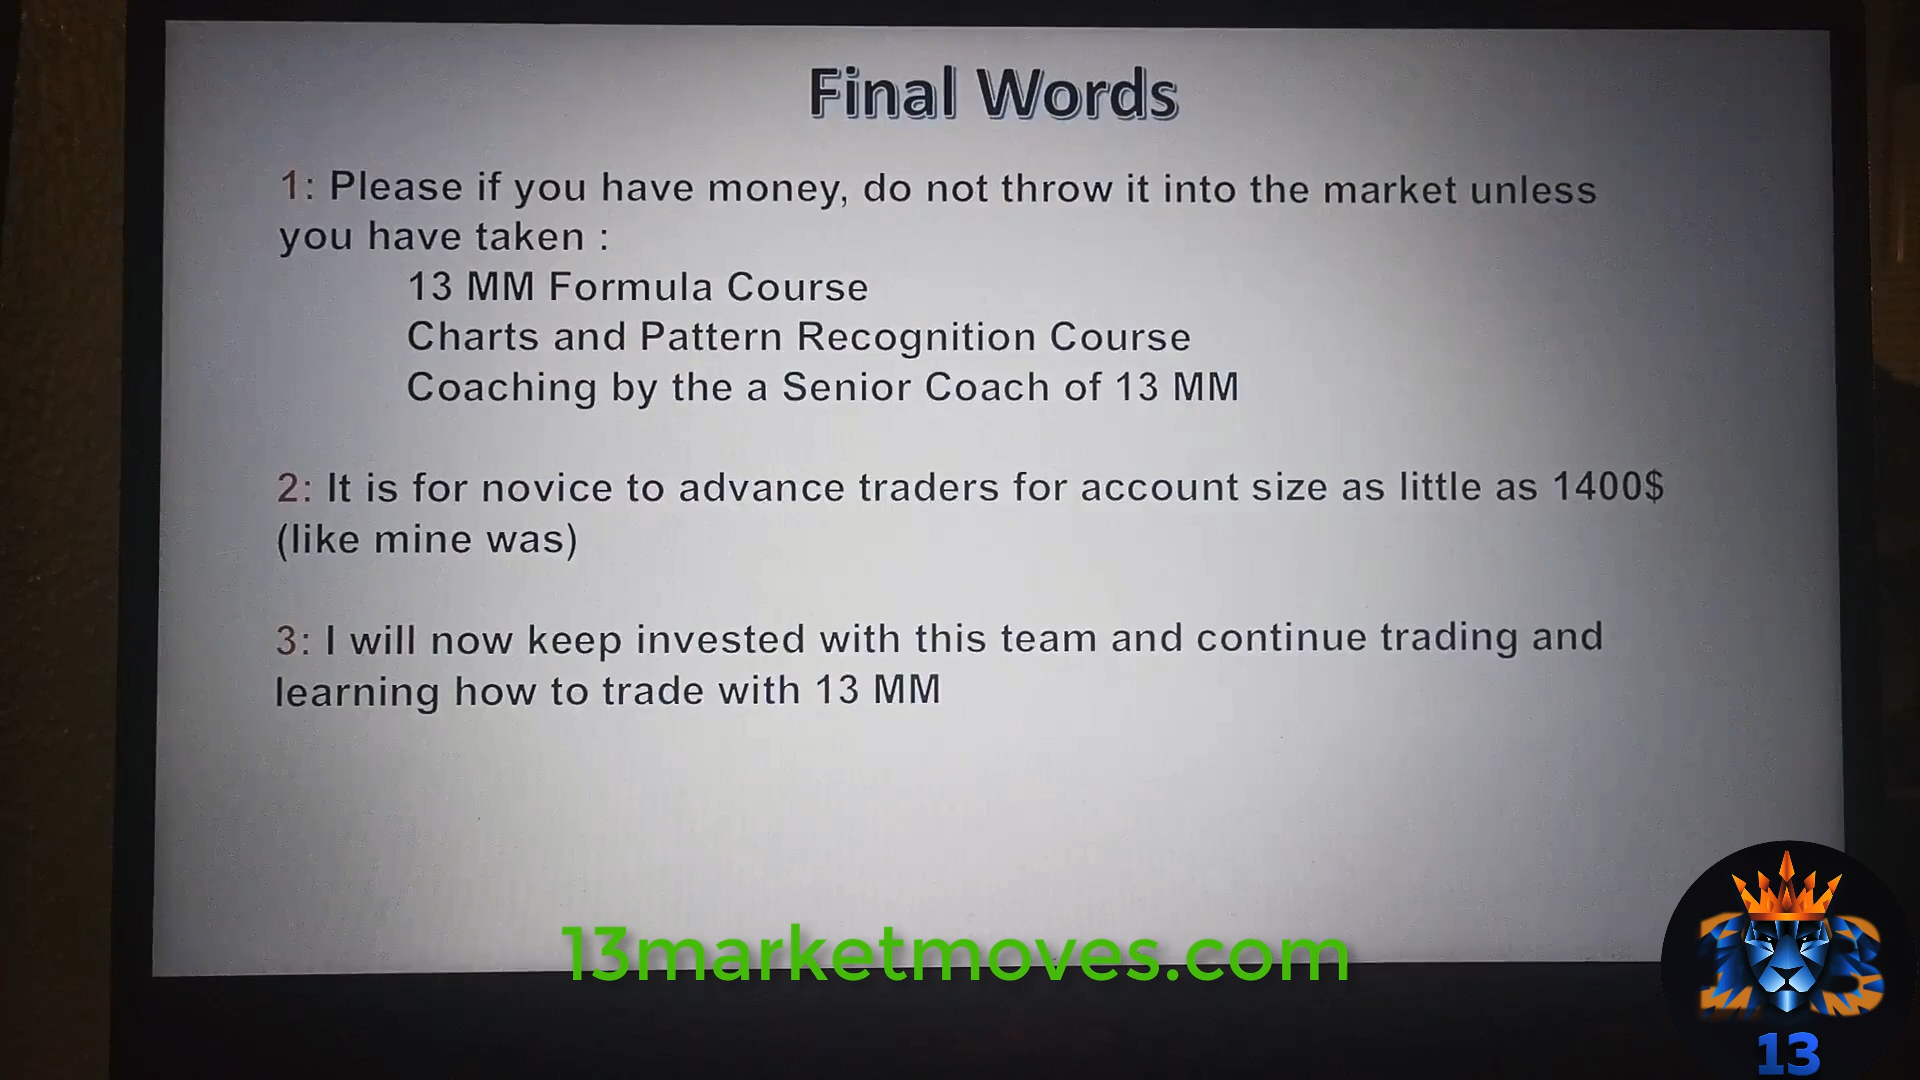 Final Words
1: Please if you have money, do not throw it into the market unless
you have taken :
13 MM Formula Course
Charts and Pattern Recognition Course
Coaching by the a Senior Coach of 13 MM
2: It is for novice to advance traders for account size as little as 1400$
(like mine was)
3: I will now keep invested with this team and continue trading and
learning how to trade with 13 MM
13marketmoves.com
13
13